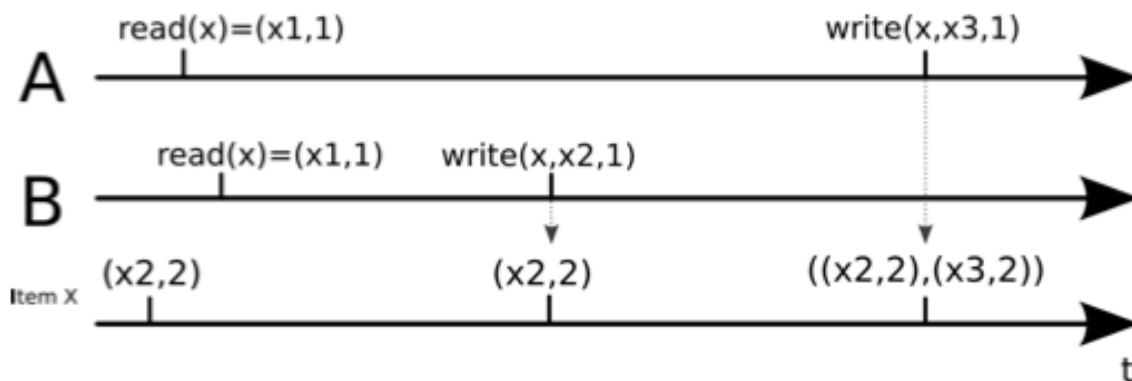 read(x)=(x1,1) write(x,x3,1)
A
read(x)=(x1,1) write(x,x2,1)
B
(x2,2) (x2,2) ((x2,2),(x3,2))
Item X
t